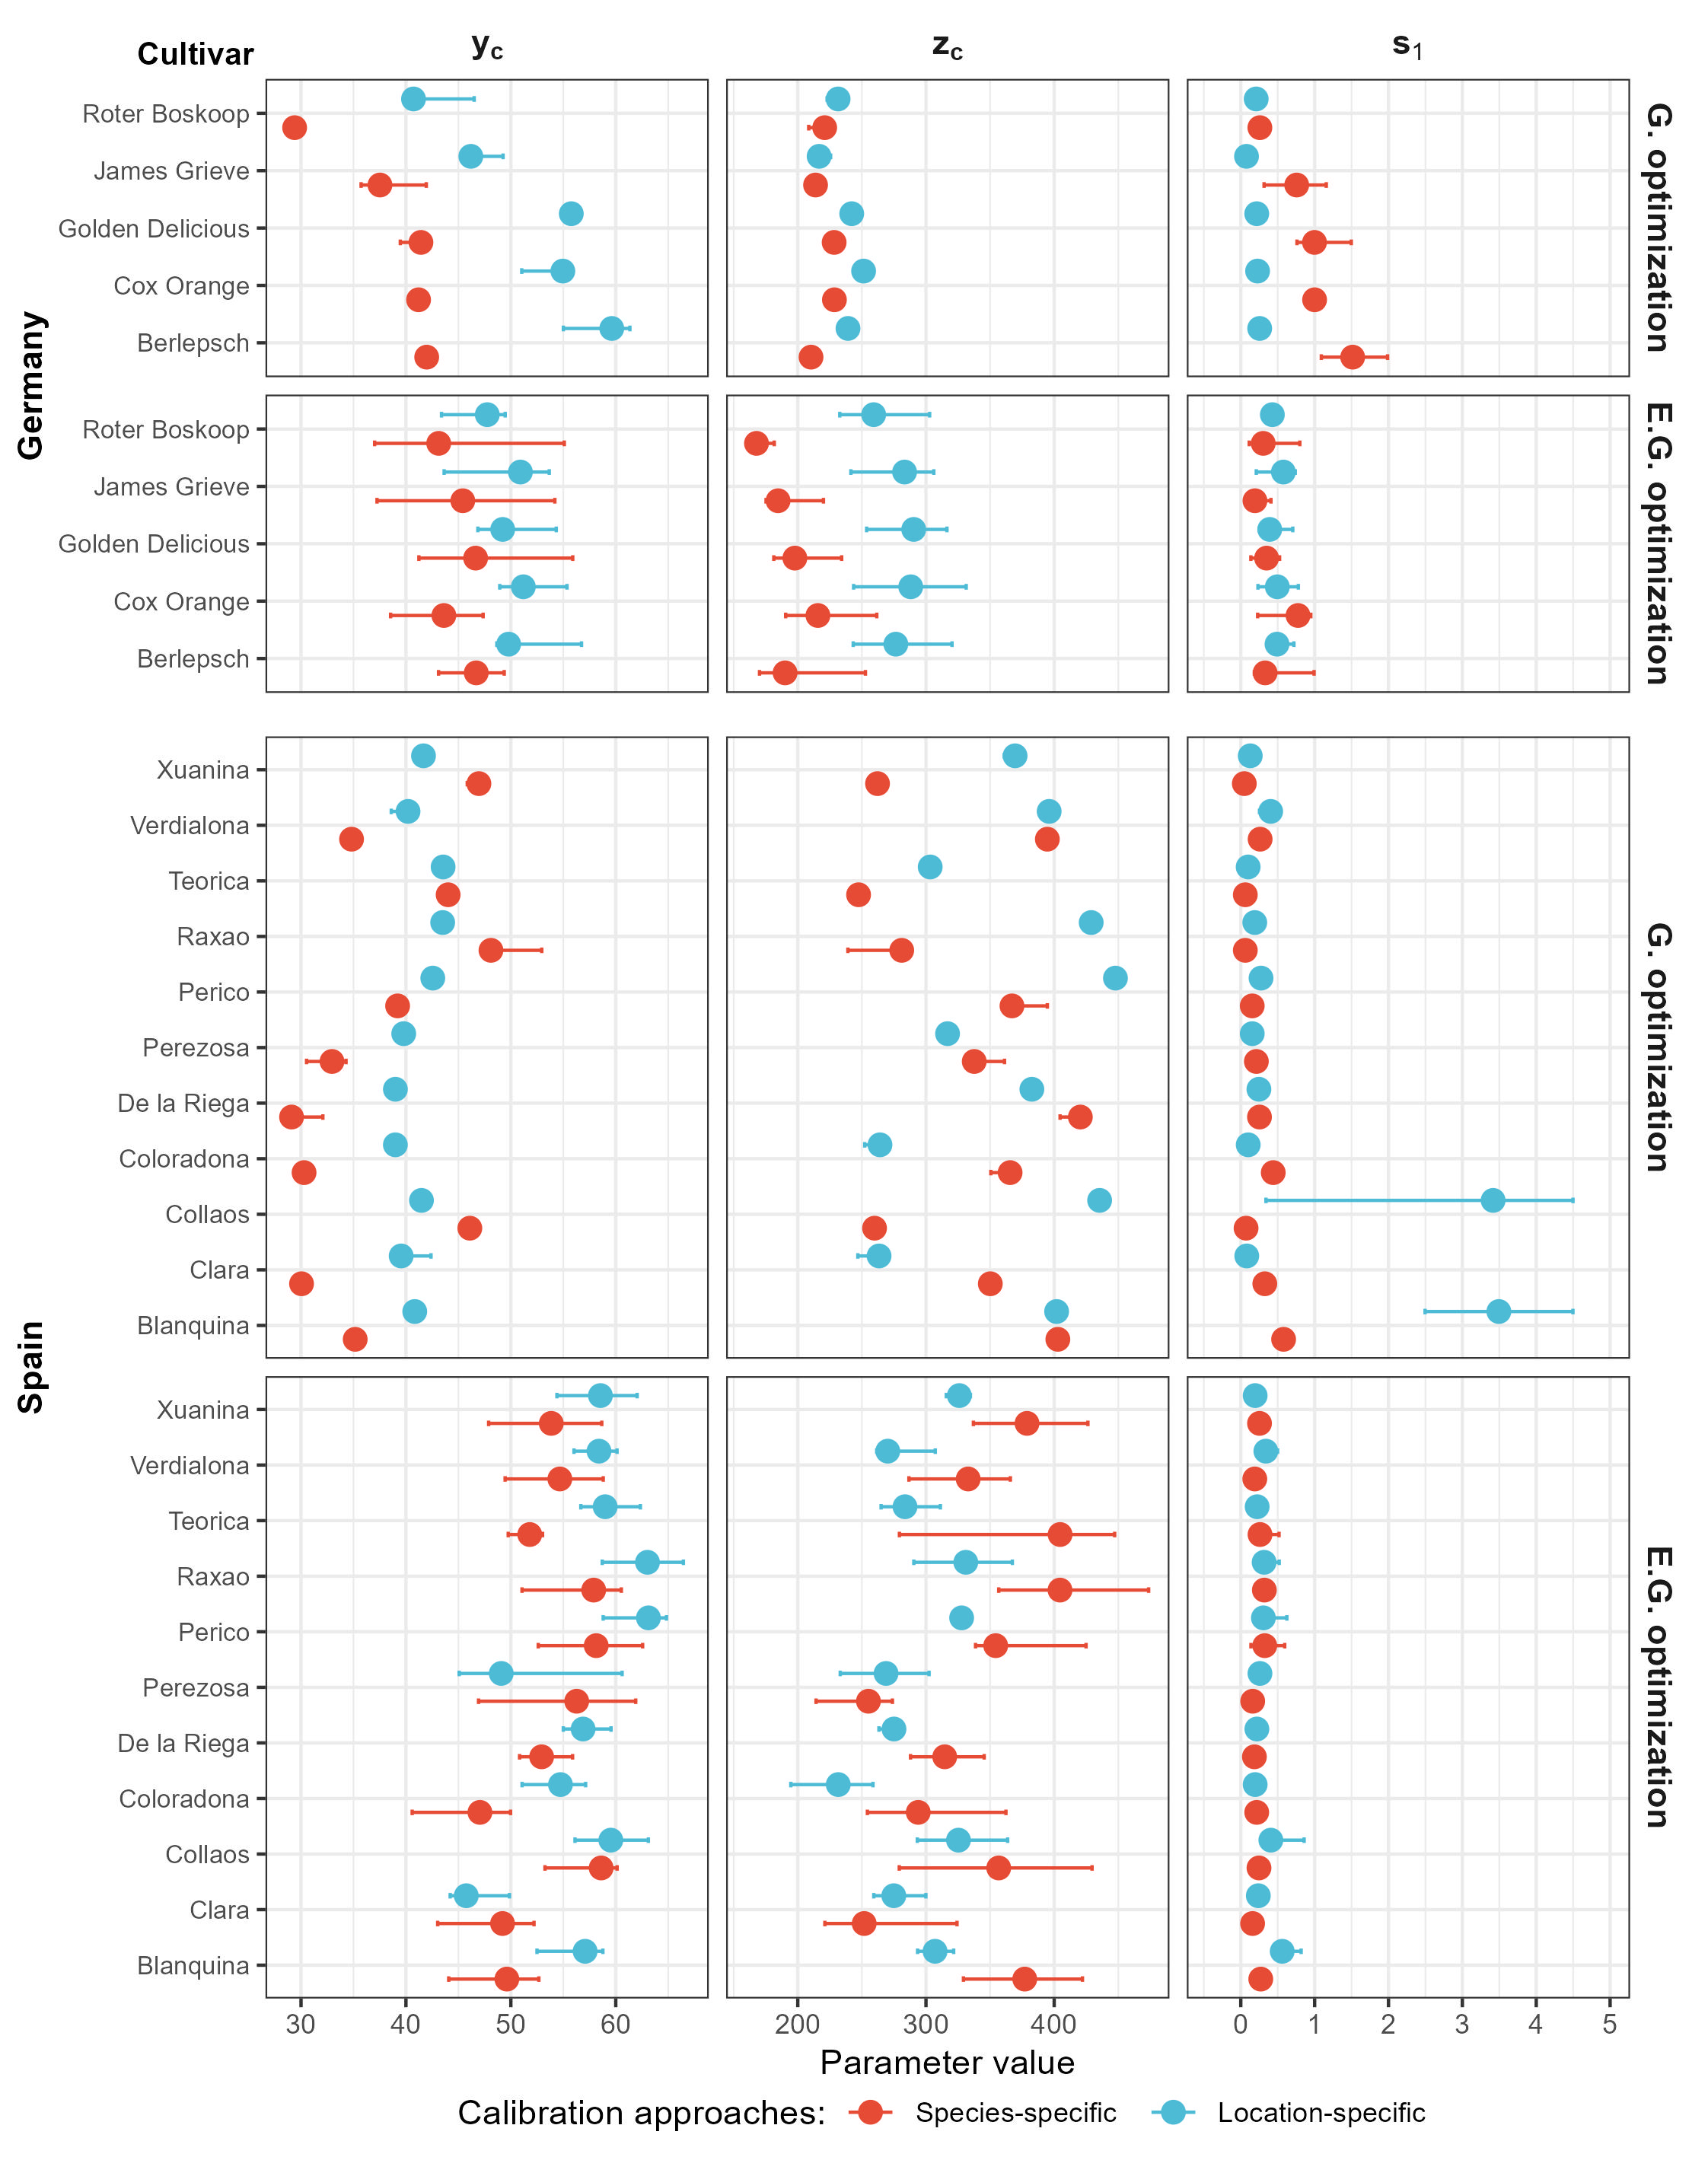 Cultivar
yc
zc
s1
Germany
Roter Boskoop
James Grieve
Golden Delicious
Cox Orange
Berlepsch
G. optimization
Roter Boskoop
James Grieve
Golden Delicious
Cox Orange
Berlepsch
E.G. optimization
Spain
Xuanina
Verdialona
Teorica
Raxao
Perico
Perezosa
De la Riega
Coloradona
Collaos
Clara
Blanquina
G. optimization
Xuanina
Verdialona
Teorica
Raxao
Perico
Perezosa
De la Riega
Coloradona
Collaos
Clara
Blanquina
E.G. optimization
30 40 50 60
200 300 400
0 1 2 3 4 5
Parameter value
Calibration approaches: Species-specific Location-specific